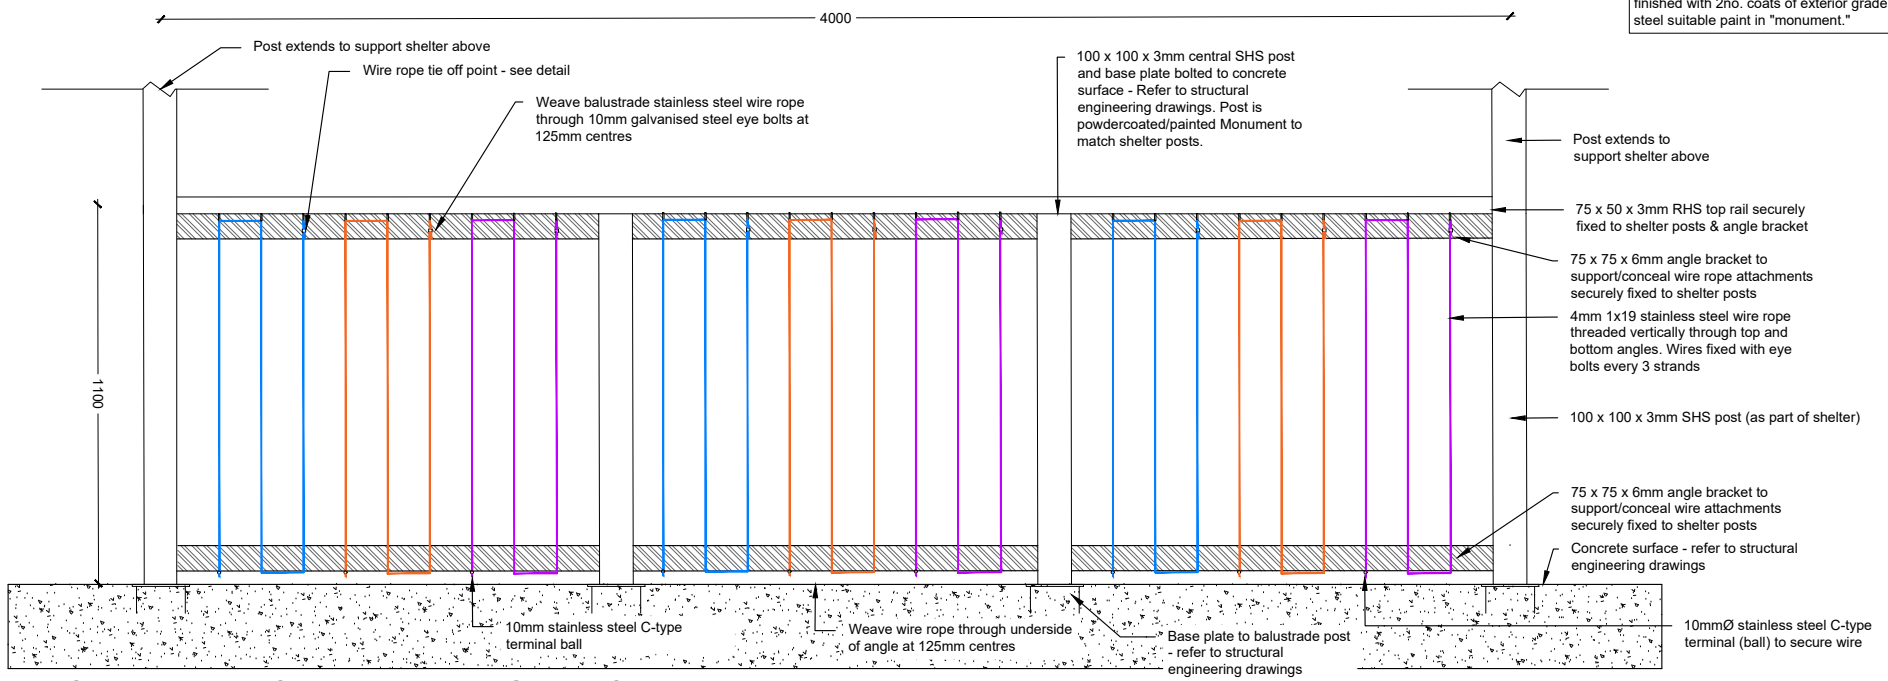 finished with 2no. coats of exterior grade
steel suitable paint in "monument."
4000
Post extends to support shelter above
Wire rope tie off point - see detail
Weave balustrade stainless steel wire rope
through 10mm galvanised steel eye bolts at
125mm centres
100 x 100 x 3mm central SHS post
and base plate bolted to concrete
surface - Refer to structural
engineering drawings. Post is
powdercoated/painted Monument to
match shelter posts.
Post extends to
support shelter above
75 x 50 x 3mm RHS top rail securely
fixed to shelter posts & angle bracket
75 x 75 x 6mm angle bracket to
support/conceal wire rope attachments
securely fixed to shelter posts
4mm 1x19 stainless steel wire rope
threaded vertically through top and
bottom angles. Wires fixed with eye
bolts every 3 strands
1100
100 x 100 x 3mm SHS post (as part of shelter)
75 x 75 x 6mm angle bracket to
support/conceal wire attachments
securely fixed to shelter posts
Concrete surface - refer to structural
engineering drawings
10mm stainless steel C-type
terminal ball
Weave wire rope through underside
of angle at 125mm centres
Base plate to balustrade post
- refer to structural
engineering drawings
10mmØ stainless steel C-type
terminal (ball) to secure wire